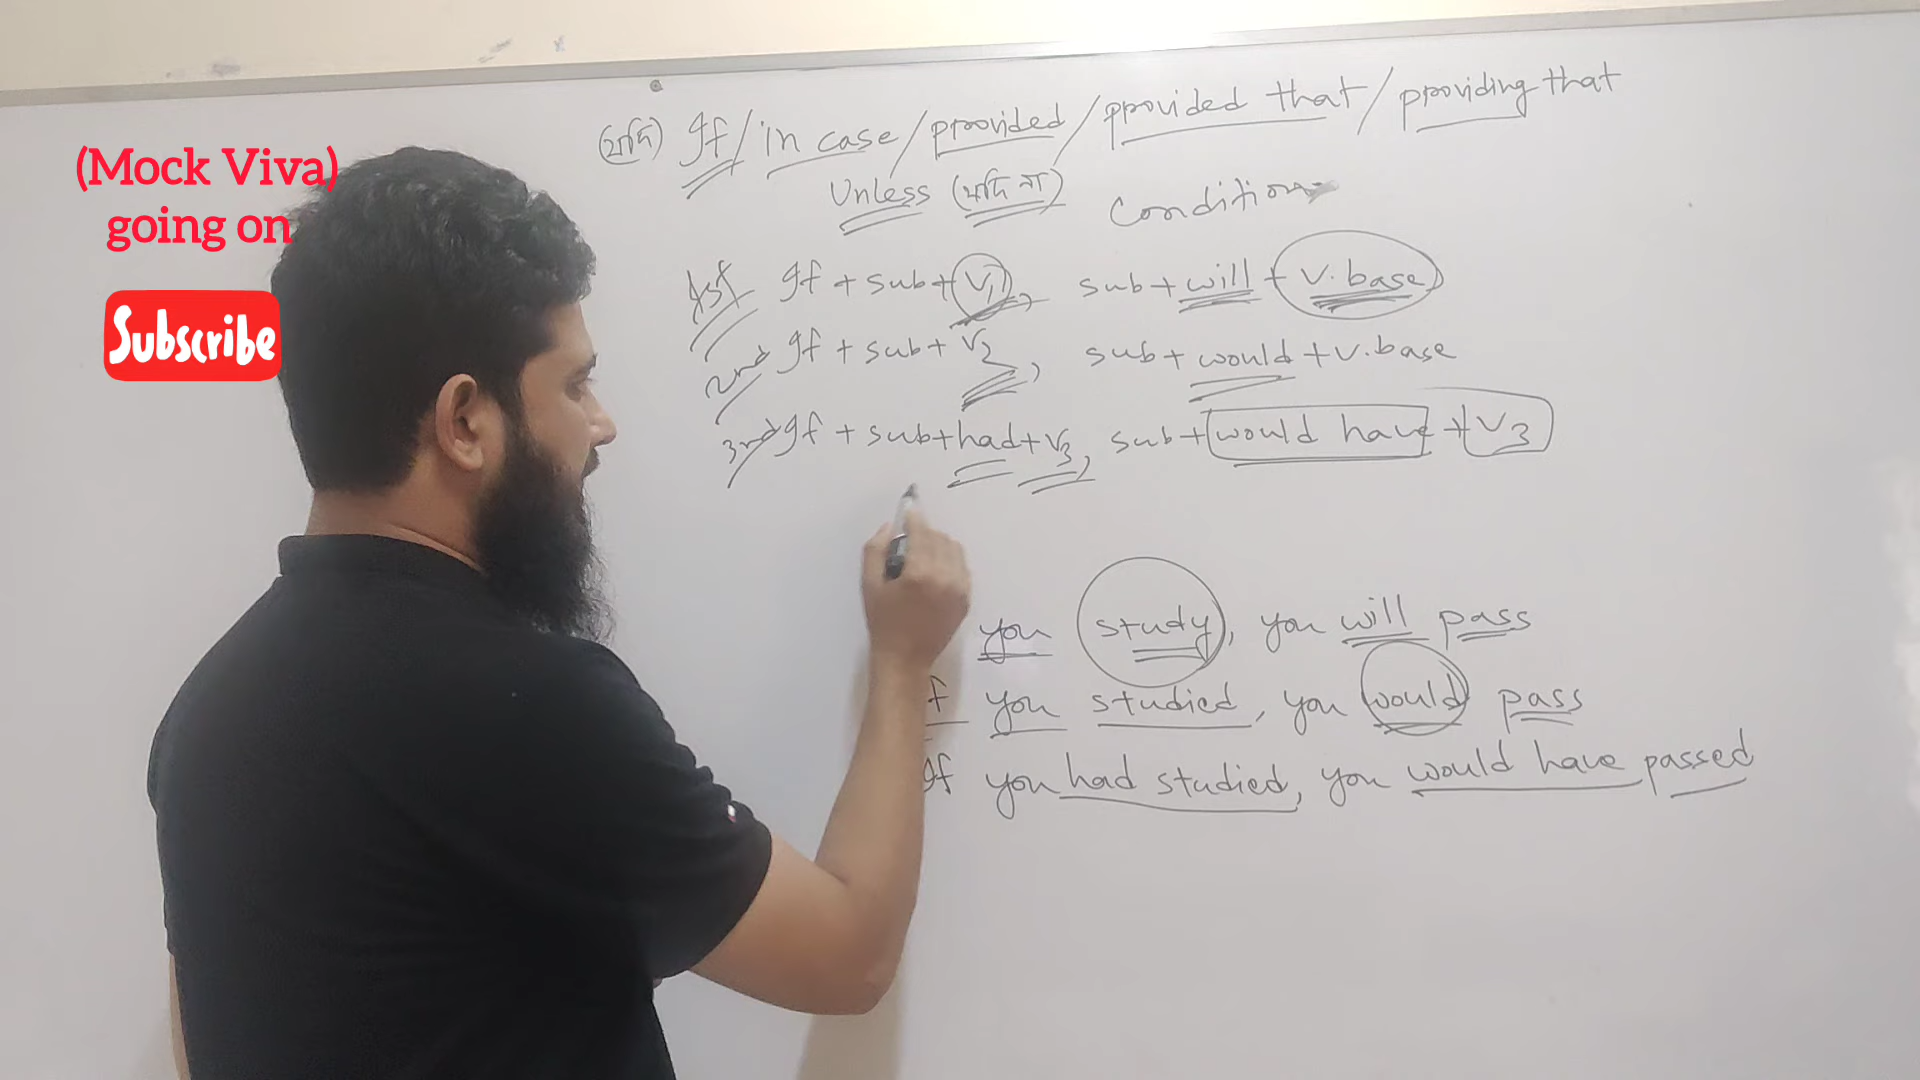 (Mock Viva)
going on
Subscribe
(যদি) If / in case / provided / provided that / providing that
Unless (যদি না) Condition
1st If + sub + V1, sub + will + v.base
2nd If + sub + V2, sub + would + v.base
3rd If + sub + had + V3, sub + would have + V3
you study, you will pass
If you studied, you would pass
If you had studied, you would have passed